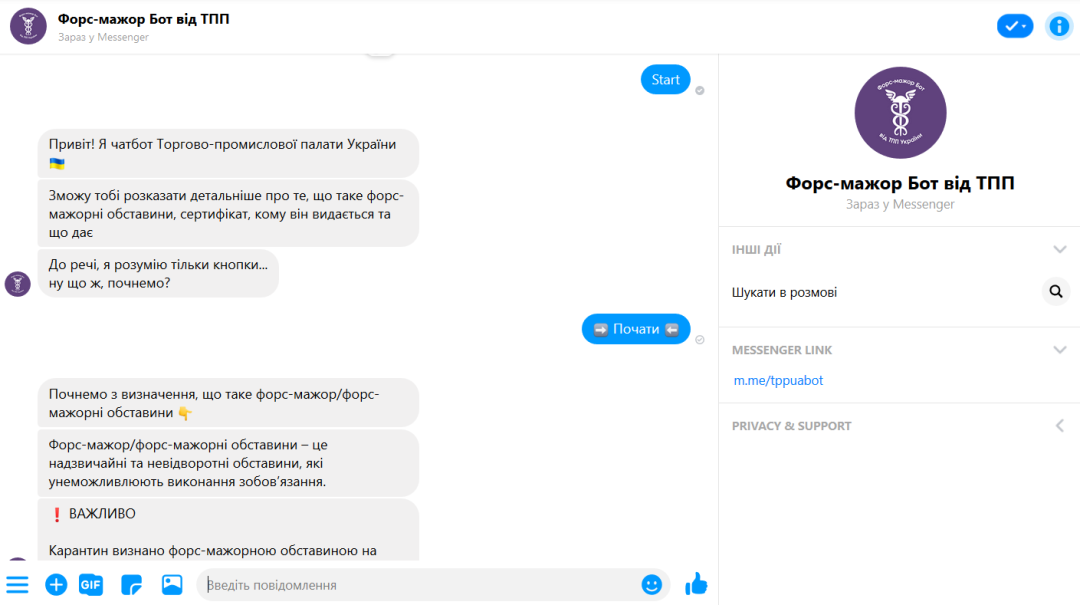 Форс-мажор Бот від ТПП
Зараз у Messenger
Start
Привіт! Я чатбот Торгово-промислової палати України
🇺🇦
Зможу тобі розказати детальніше про те, що таке форс-
мажорні обставини, сертифікат, кому він видається та
що дає
До речі, я розумію тільки кнопки...
ну що ж, почнемо?
➡️ Почати ⬅️
Почнемо з визначення, що таке форс-мажор/форс-
мажорні обставини 👇
Форс-мажор/форс-мажорні обставини – це
надзвичайні та невідворотні обставини, які
унеможливлюють виконання зобов’язання.
❗ ВАЖЛИВО
Карантин визнано форс-мажорною обставиною на
GIF
Введіть повідомлення
Форс-мажор Бот
від ТПП України
Форс-мажор Бот від ТПП
Зараз у Messenger
ІНШІ ДІЇ
Шукати в розмові
MESSENGER LINK
m.me/tppuabot
PRIVACY & SUPPORT